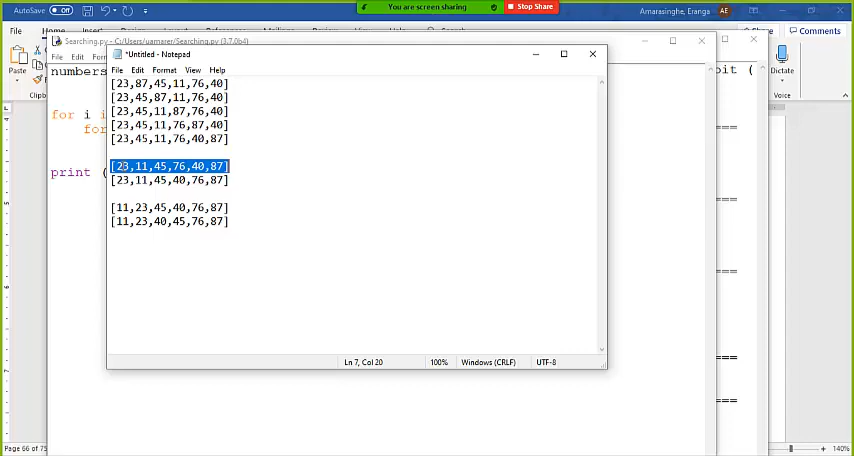 AutoSave Off
You are screen sharing
Stop Share
Amarasinghe, Eranga AE
File Home
Comments
Searching.py - C:/Users/uamarer/Searching.py (3.7.0b4)
File Edit
Paste
Dictate
Voice
numbers
for i
for
print (
*Untitled - Notepad
File Edit Format View Help
[23,87,45,11,76,40]
[23,45,87,11,76,40]
[23,45,11,87,76,40]
[23,45,11,76,87,40]
[23,45,11,76,40,87]
[23,11,45,76,40,87]
[23,11,45,40,76,87]
[11,23,45,40,76,87]
[11,23,40,45,76,87]
Ln 7, Col 20 100% Windows (CRLF) UTF-8
===
===
===
===
===
Page 66 of 75
140%